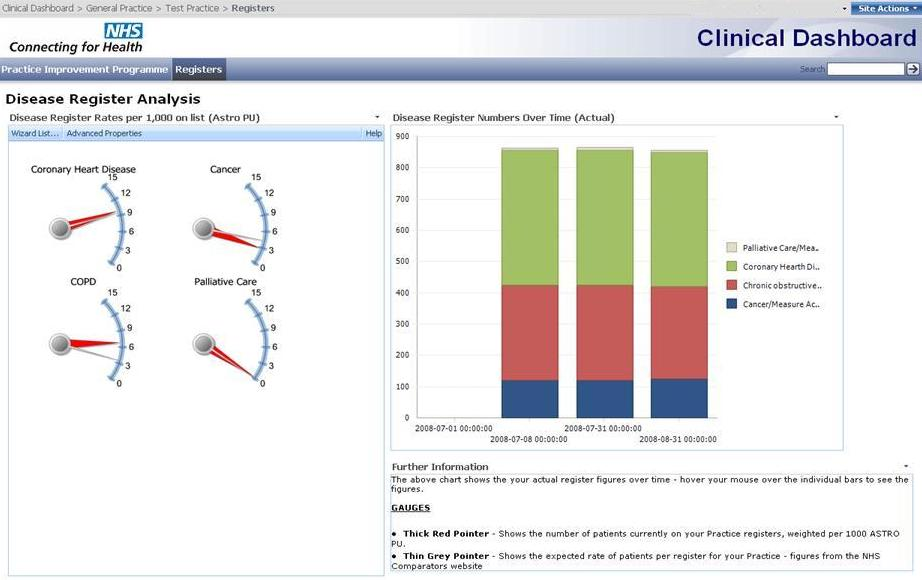 Clinical Dashboard > General Practice > Test Practice > Registers
Site Actions
NHS
Connecting for Health
Clinical Dashboard
Practice Improvement Programme Registers
Search
Disease Register Analysis
Disease Register Rates per 1,000 on list (Astro PU)
Wizard List... Advanced Properties Help
Coronary Heart Disease
15
12
9
6
3
0
Cancer
15
12
9
6
3
0
COPD
15
12
9
6
3
0
Palliative Care
15
12
9
6
3
0
Disease Register Numbers Over Time (Actual)
900
800
700
600
500
400
300
200
100
0
2008-07-01 00:00:00
2008-07-08 00:00:00
2008-07-31 00:00:00
2008-08-31 00:00:00
Palliative Care/Mea..
Coronary Hearth Di..
Chronic obstructive..
Cancer/Measure Ac..
Further Information
The above chart shows the your actual register figures over time - hover your mouse over the individual bars to see the
figures.
GAUGES
• Thick Red Pointer - Shows the number of patients currently on your Practice registers, weighted per 1000 ASTRO
PU.
• Thin Grey Pointer - Shows the expected rate of patients per register for your Practice - figures from the NHS
Comparators website